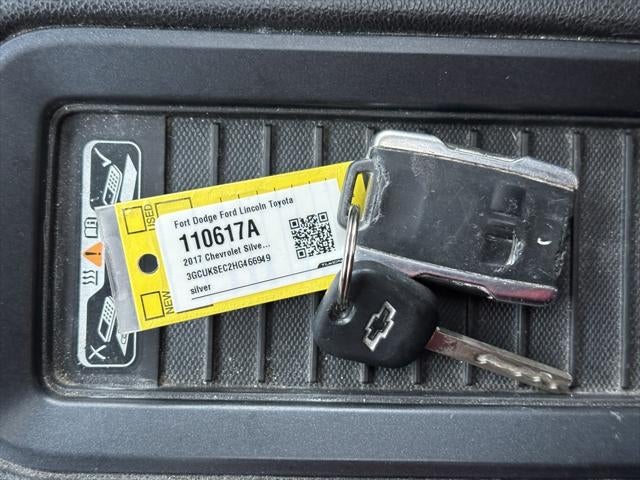 USED
Fort Dodge Ford Lincoln Toyota
110617A
2017 Chevrolet Silve...
3GCUKSEC2HG466949
silver
NEW